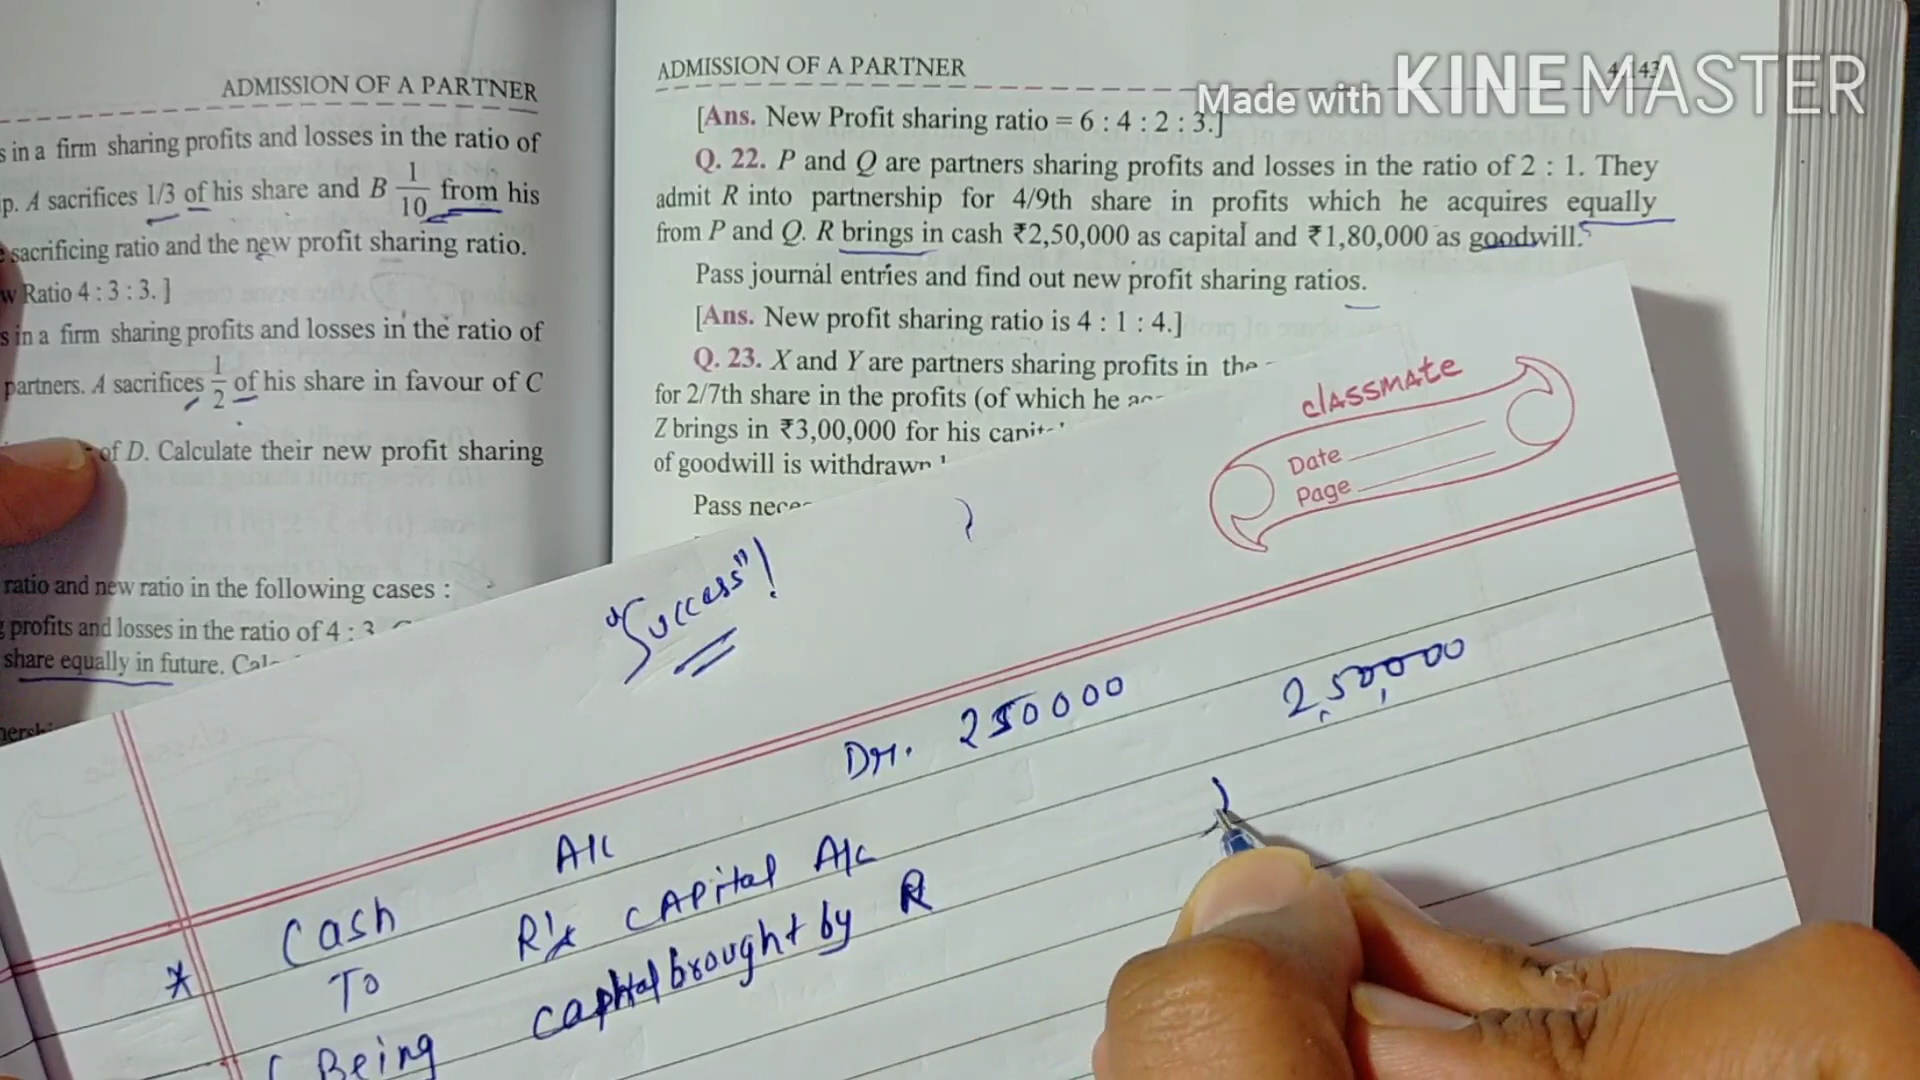 ADMISSION OF A PARTNER
s in a firm sharing profits and losses in the ratio of
p. A sacrifices 1/3 of his share and B 1/10 from his
sacrificing ratio and the new profit sharing ratio.
w Ratio 4 : 3 : 3. ]
s in a firm sharing profits and losses in the ratio of
partners. A sacrifices 1/2 of his share in favour of C
of D. Calculate their new profit sharing
ratio and new ratio in the following cases :
profits and losses in the ratio of 4 : 3
share equally in future.
ADMISSION OF A PARTNER
Made with KINEMASTER
[Ans. New Profit sharing ratio = 6 : 4 : 2 : 3.]
Q. 22. P and Q are partners sharing profits and losses in the ratio of 2 : 1. They
admit R into partnership for 4/9th share in profits which he acquires equally
from P and Q. R brings in cash ₹2,50,000 as capital and ₹1,80,000 as goodwill.
Pass journal entries and find out new profit sharing ratios.
[Ans. New profit sharing ratio is 4 : 1 : 4.]
Q. 23. X and Y are partners sharing profits in the
for 2/7th share in the profits (of which he
Z brings in ₹3,00,000 for his
of goodwill is withdrawn
Pass
classmate
Date
Page
"Success"!
Cash A/c Dr. 250000
To R's capital A/c 2,50,000
( Being capital brought by R